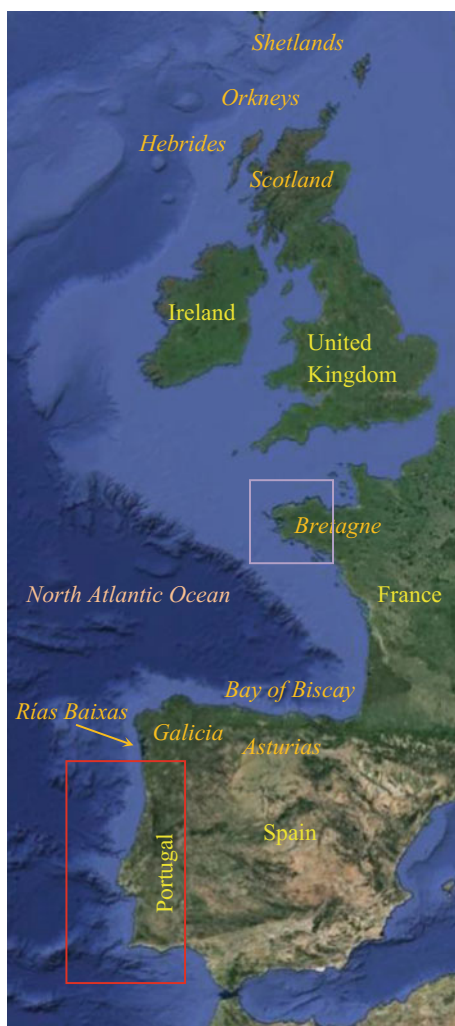 Shetlands
Orkneys
Hebrides
Scotland
Ireland
United
Kingdom
Bretagne
North Atlantic Ocean
France
Bay of Biscay
Rías Baixas
Galicia
Asturias
Spain
Portugal